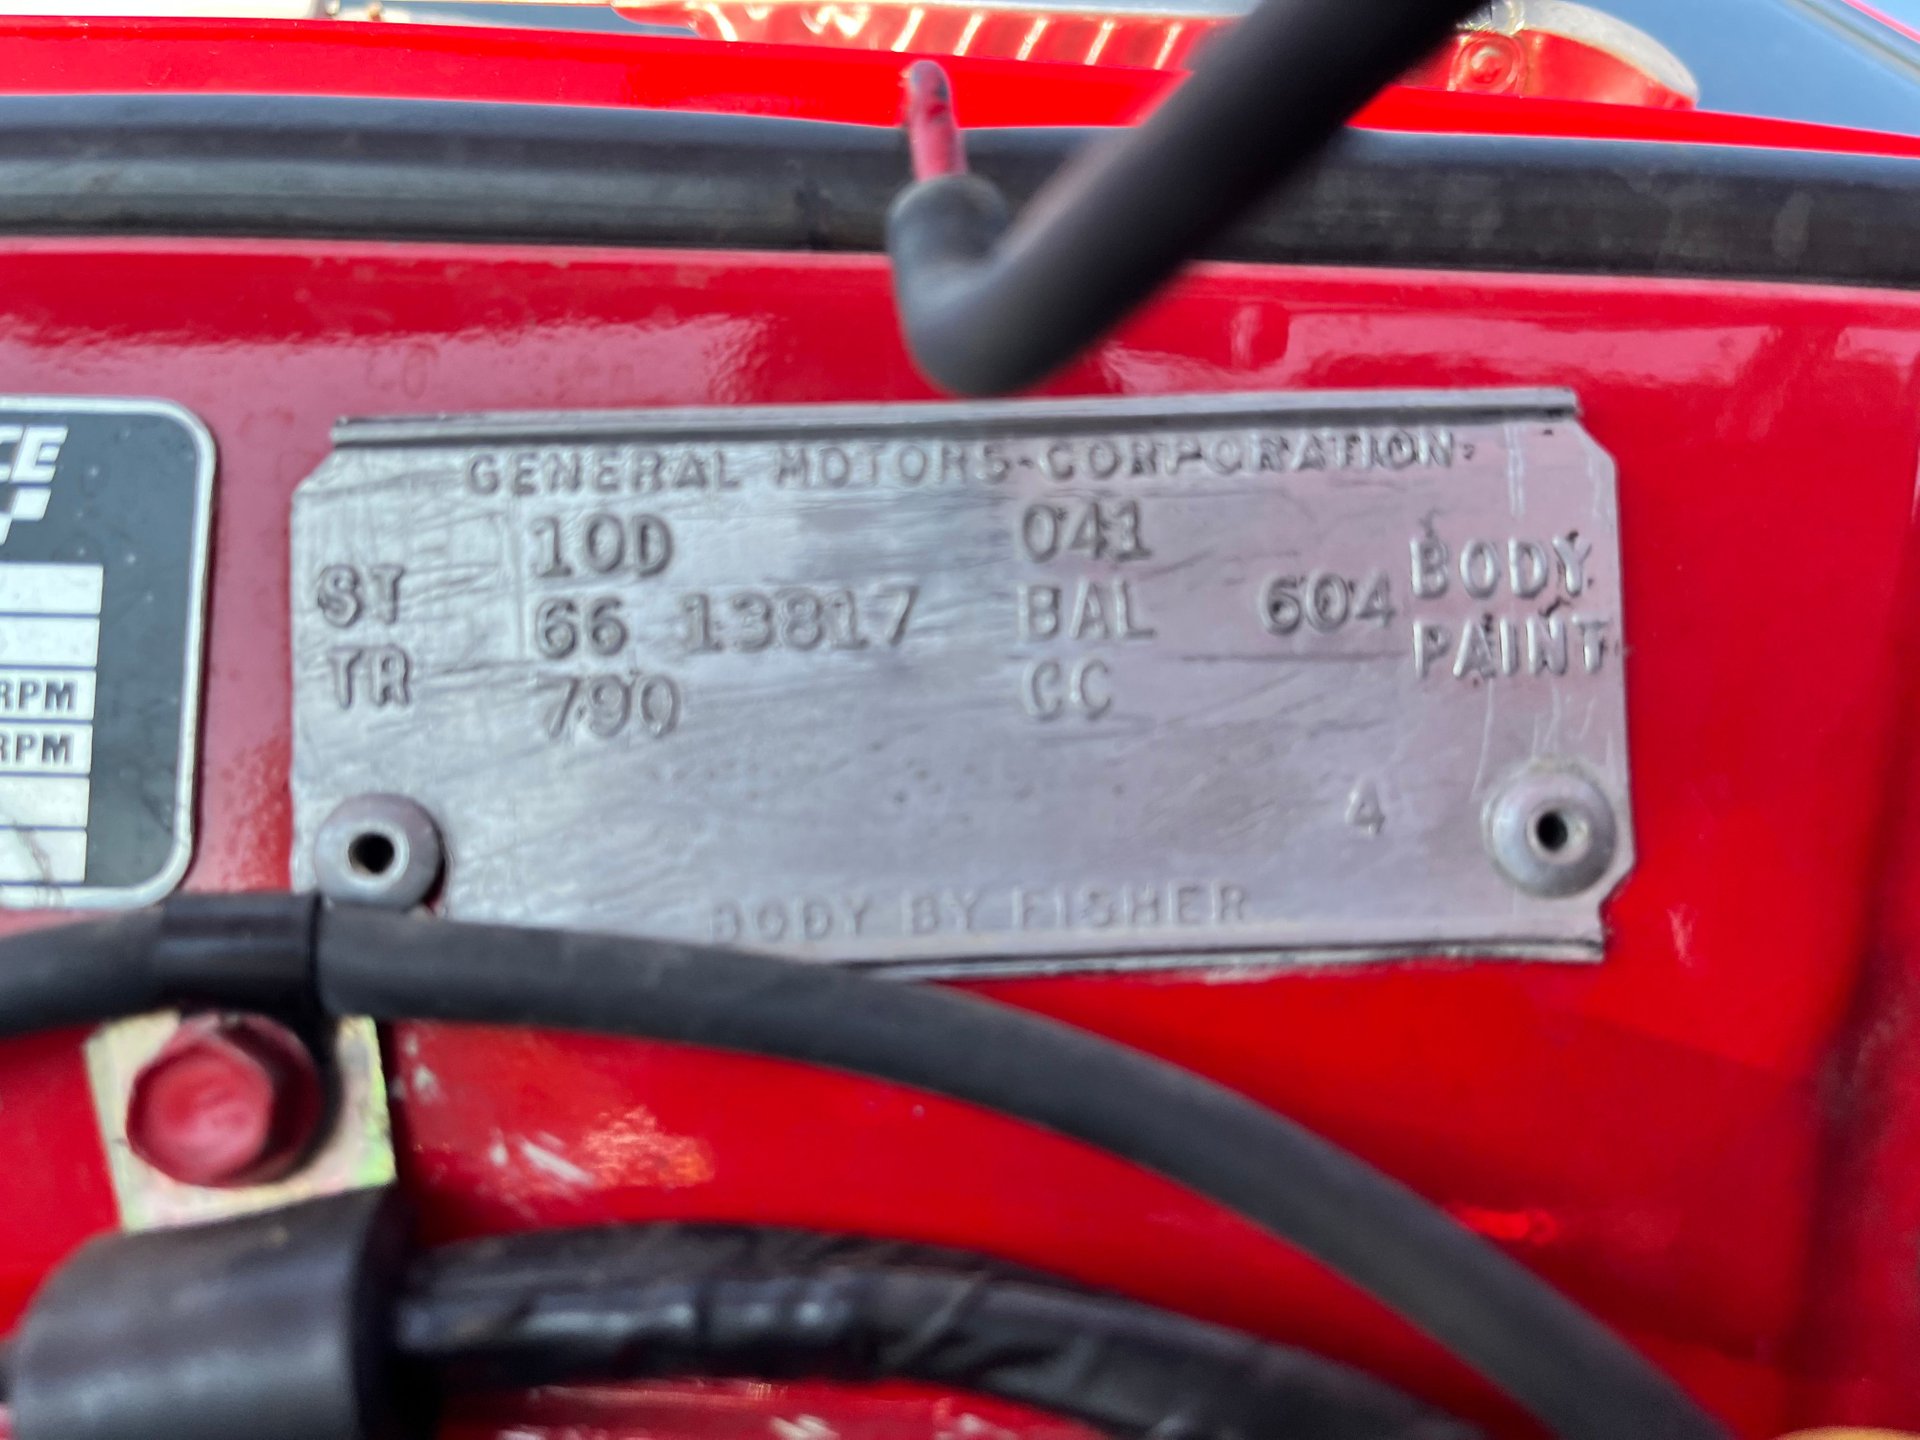 GENERAL MOTORS CORPORATION
10D 041
ST 66 13817 BAL 604 BODY
TR 790 CC PAINT
4
BODY BY FISHER
CE
RPM
RPM